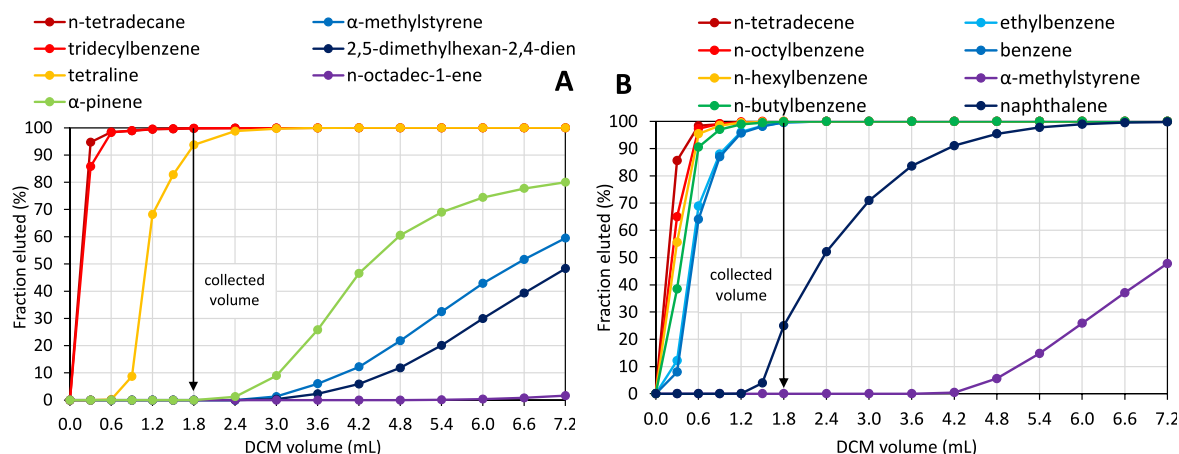 n-tetradecane
α-methylstyrene
tridecylbenzene
2,5-dimethylhexan-2,4-dien
tetraline
n-octadec-1-ene
α-pinene
A
100
90
80
70
60
50
40
30
20
10
0
Fraction eluted (%)
collected
volume
0.0 0.6 1.2 1.8 2.4 3.0 3.6 4.2 4.8 5.4 6.0 6.6 7.2
DCM volume (mL)
B
n-tetradecene
ethylbenzene
n-octylbenzene
benzene
n-hexylbenzene
α-methylstyrene
n-butylbenzene
naphthalene
100
90
80
70
60
50
40
30
20
10
0
Fraction eluted (%)
collected
volume
0.0 0.6 1.2 1.8 2.4 3.0 3.6 4.2 4.8 5.4 6.0 6.6 7.2
DCM volume (mL)